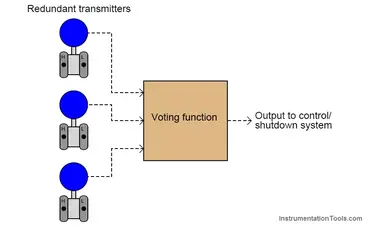 Redundant transmitters
H L
Voting function
Output to control/
shutdown system
H L
H L
InstrumentationTools.com